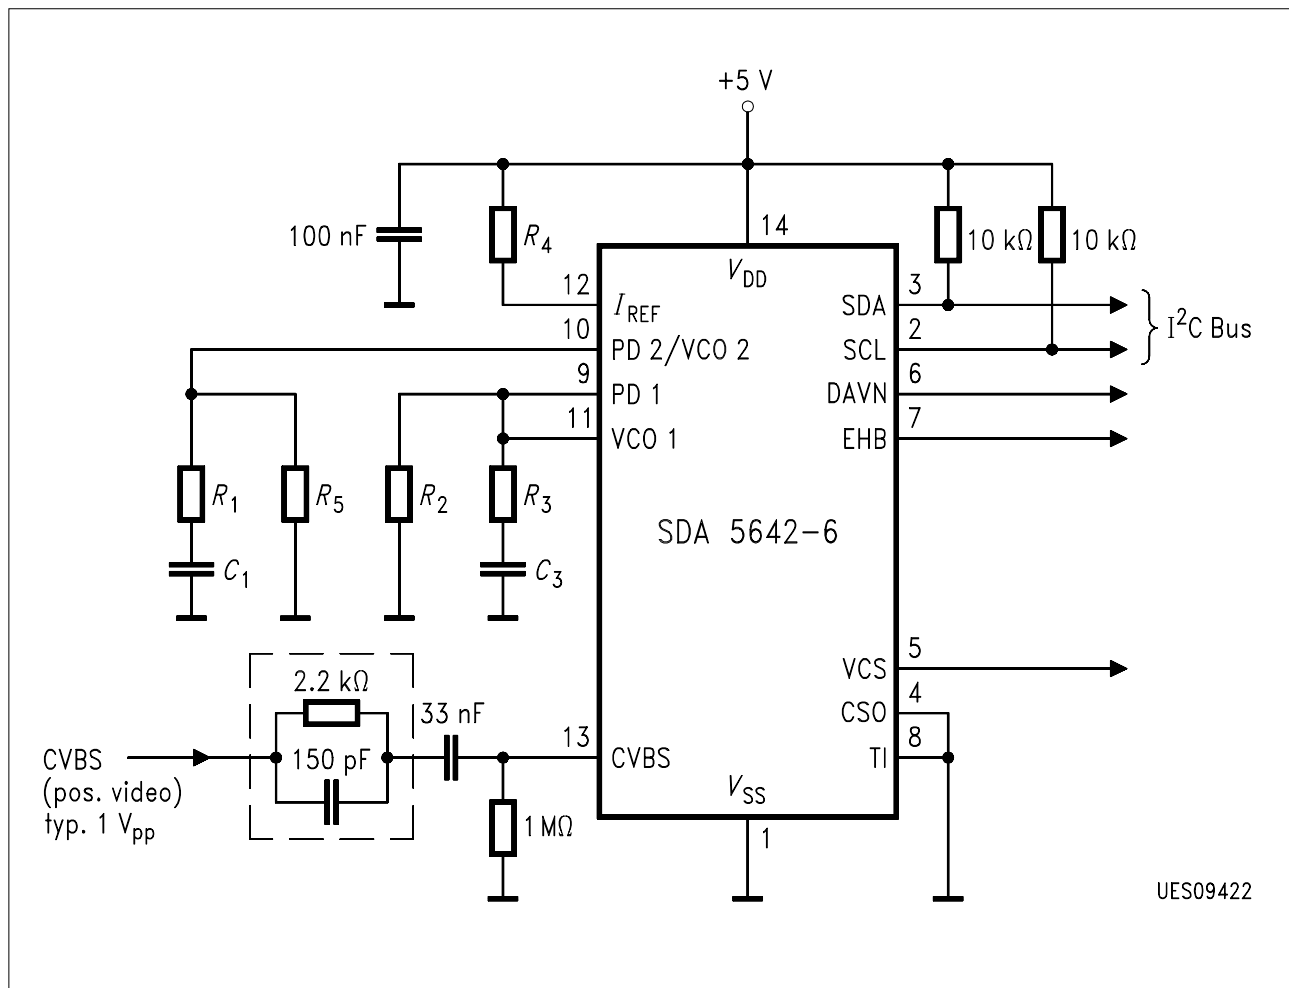 +5 V
100 nF
R4
14
10 kΩ
10 kΩ
VDD
12
IREF
3
SDA
I²C Bus
10
PD 2/VCO 2
2
SCL
9
PD 1
6
DAVN
11
VCO 1
7
EHB
R1
R5
R2
R3
SDA 5642-6
C1
C3
2.2 kΩ
150 pF
33 nF
5
VCS
4
CSO
13
CVBS
8
TI
CVBS
(pos. video)
typ. 1 Vpp
1 MΩ
VSS
1
UES09422